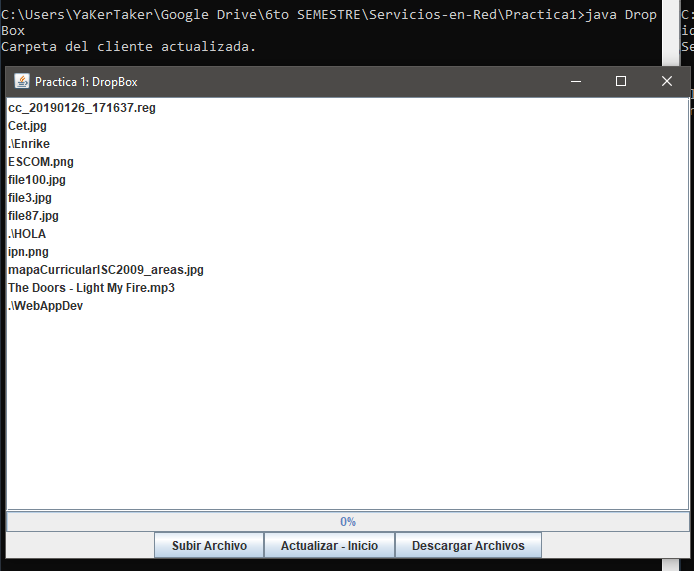 C:\Users\YaKerTaker\Google Drive\6to SEMESTRE\Servicios-en-Red\Practica1>java Drop
Box
Carpeta del cliente actualizada.
Practica 1: DropBox
cc_20190126_171637.reg
Cet.jpg
.\Enrike
ESCOM.png
file100.jpg
file3.jpg
file87.jpg
.\HOLA
ipn.png
mapaCurricularISC2009_areas.jpg
The Doors - Light My Fire.mp3
.\WebAppDev
0%
Subir Archivo Actualizar - Inicio Descargar Archivos